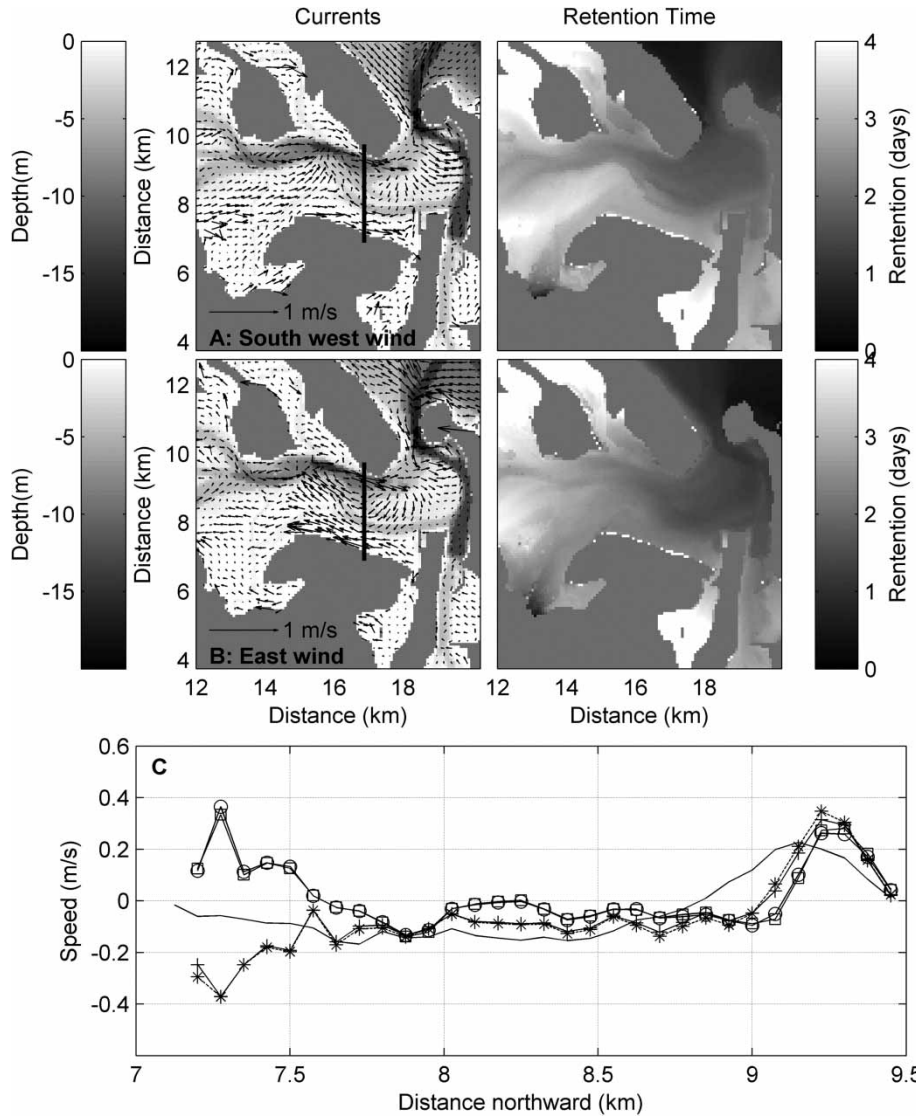 Currents
Retention Time
0
-5
-10
-15
Depth(m)
12
10
8
6
4
Distance (km)
1 m/s
A: South west wind
4
3
2
1
0
Rentention (days)
0
-5
-10
-15
Depth(m)
12
10
8
6
4
Distance (km)
1 m/s
B: East wind
4
3
2
1
0
Rentention (days)
12 14 16 18
Distance (km)
12 14 16 18
Distance (km)
C
0.6
0.4
0.2
0
-0.2
-0.4
Speed (m/s)
7 7.5 8 8.5 9 9.5
Distance northward (km)